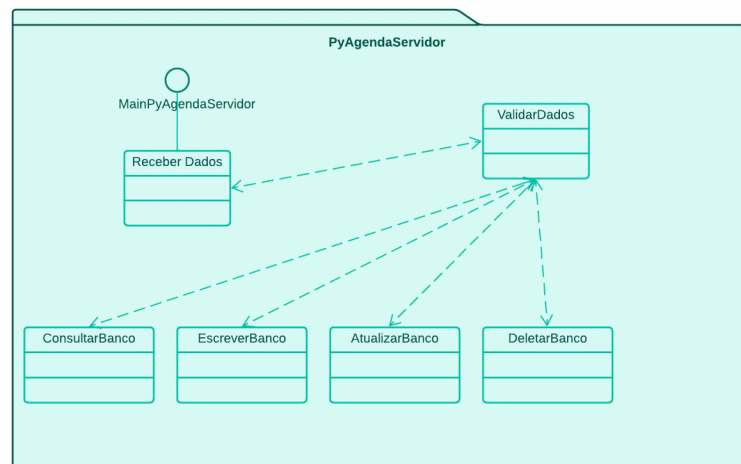 PyAgendaServidor
MainPyAgendaServidor
ValidarDados
Receber Dados
ConsultarBanco
EscreverBanco
AtualizarBanco
DeletarBanco